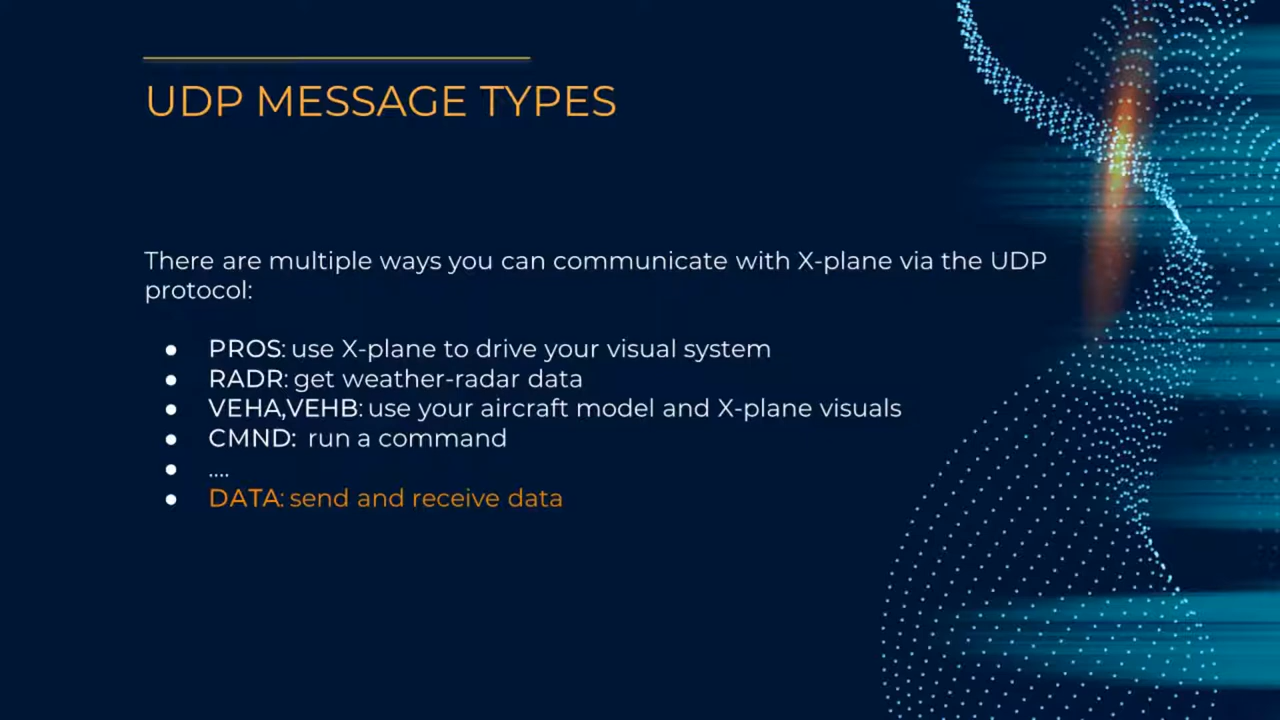 UDP MESSAGE TYPES
There are multiple ways you can communicate with X-plane via the UDP
protocol:
● PROS: use X-plane to drive your visual system
● RADR: get weather-radar data
● VEHA,VEHB: use your aircraft model and X-plane visuals
● CMND: run a command
● ....
● DATA: send and receive data